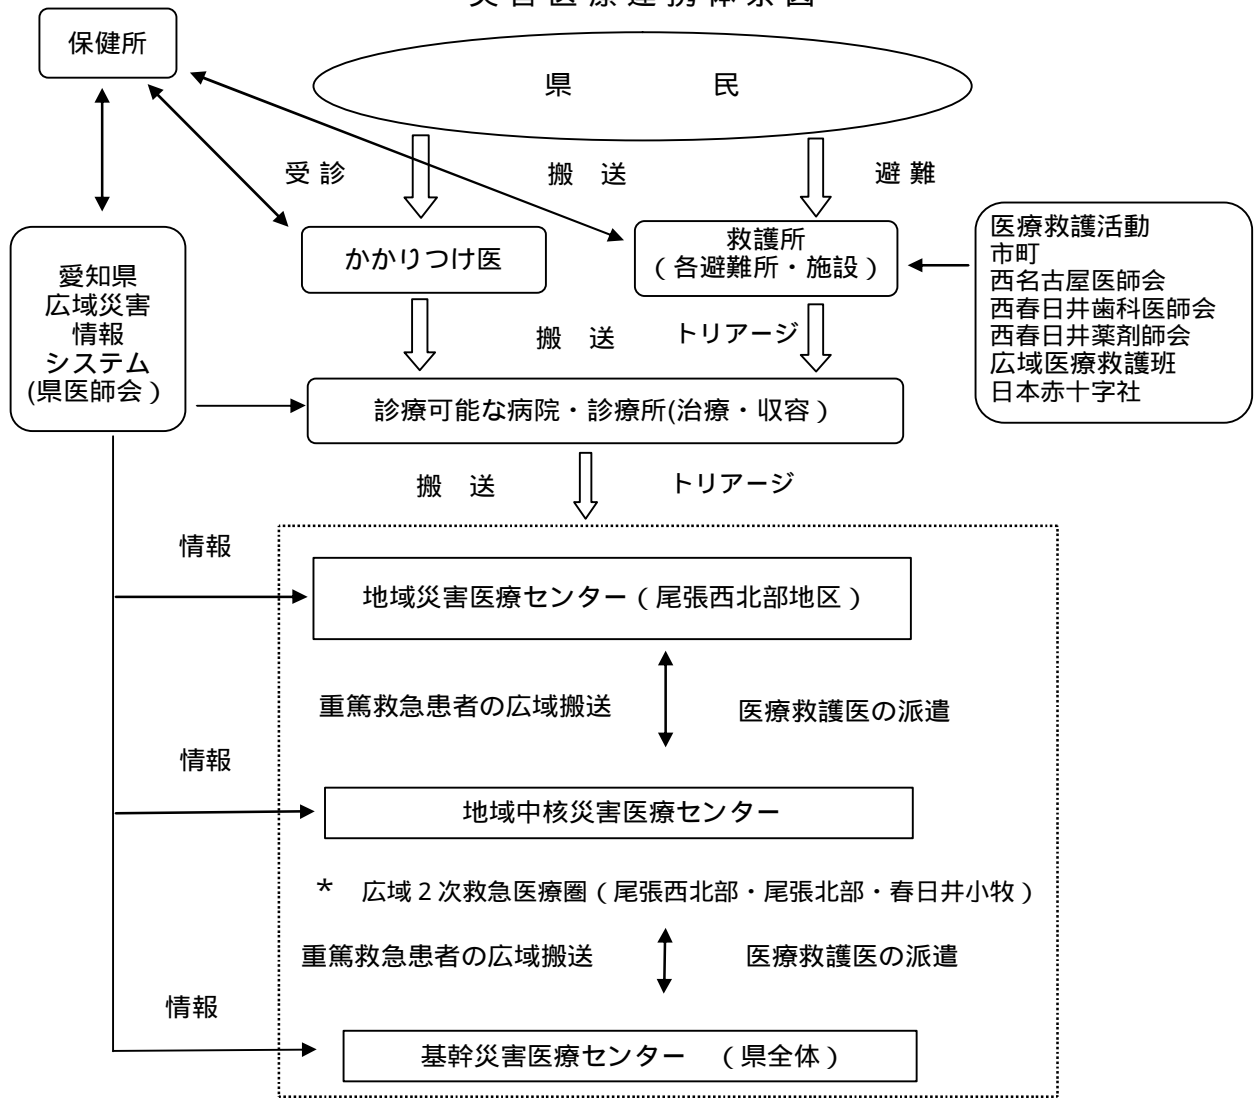 災害医療連携体系図
保健所
県　　民
受診
搬　送
避難
かかりつけ医
救護所
（各避難所・施設）
医療救護活動
市町
西名古屋医師会
西春日井歯科医師会
西春日井薬剤師会
広域医療救護班
日本赤十字社
愛知県
広域災害
情報
システム
(県医師会）
搬　送
トリアージ
診療可能な病院・診療所(治療・収容）
搬　送
トリアージ
情報
地域災害医療センター（尾張西北部地区）
重篤救急患者の広域搬送
医療救護医の派遣
情報
地域中核災害医療センター
*　広域２次救急医療圏（尾張西北部・尾張北部・春日井小牧）
重篤救急患者の広域搬送
医療救護医の派遣
情報
基幹災害医療センター　（県全体）